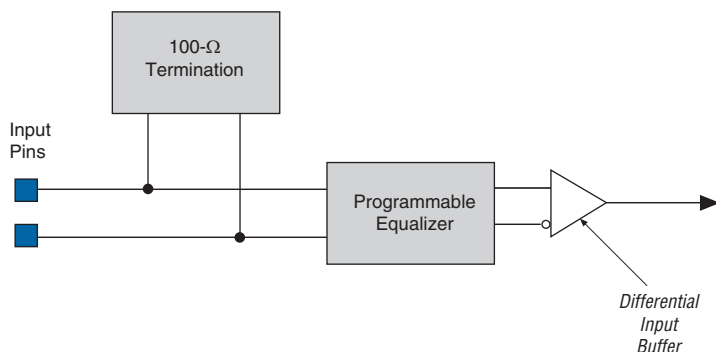 100-Ω
Termination
Input
Pins
Programmable
Equalizer
Differential
Input
Buffer